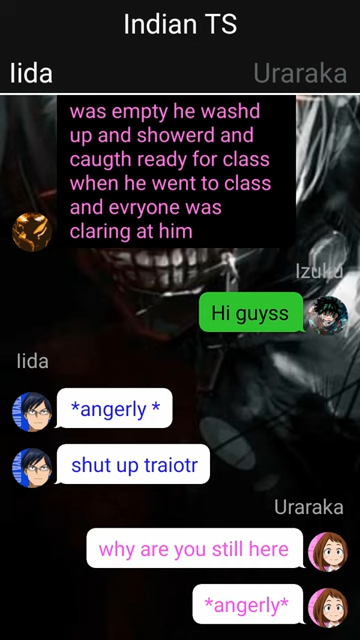 Indian TS
Iida
Uraraka
was empty he washd
up and showerd and
caugth ready for class
when he went to class
and evryone was
claring at him
Izuku
Hi guyss
Iida
*angerly *
shut up traiotr
Uraraka
why are you still here
*angerly*